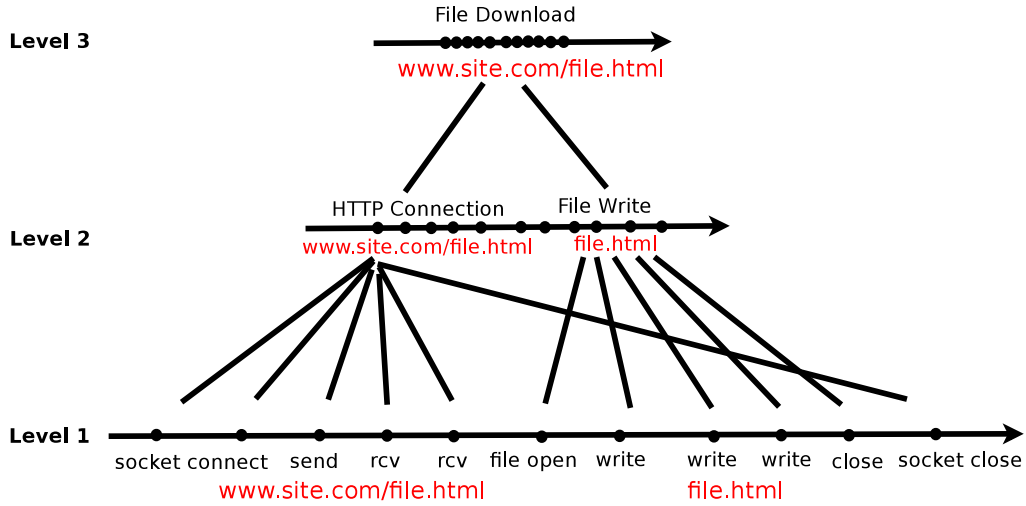 File Download
Level 3
www.site.com/file.html
HTTP Connection File Write
Level 2
www.site.com/file.html file.html
Level 1
socket connect send rcv rcv file open write write write close socket close
www.site.com/file.html file.html